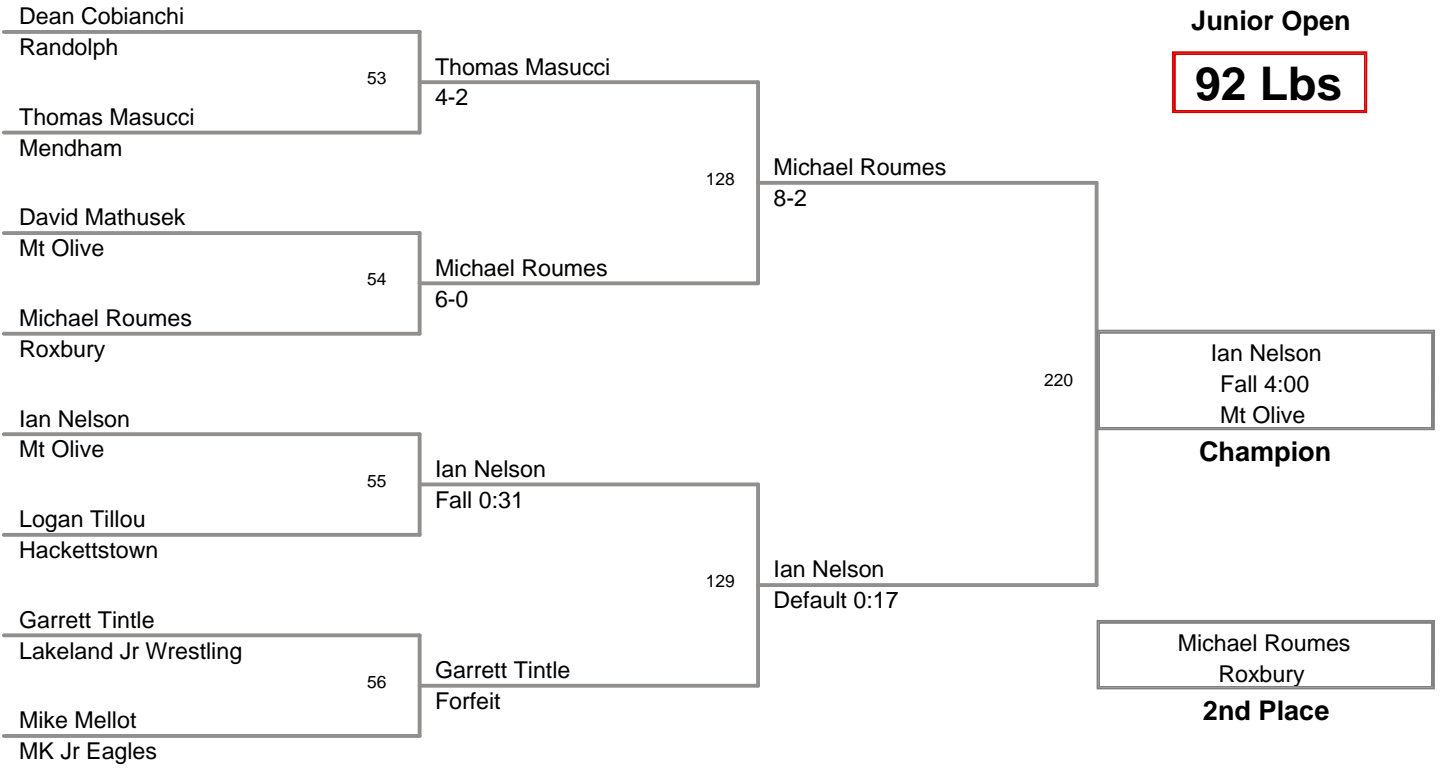 Dean Cobianchi
Randolph
53
Thomas Masucci
Mendham
Thomas Masucci
4-2
128
David Mathusek
Mt Olive
54
Michael Roumes
Roxbury
Michael Roumes
6-0
Michael Roumes
8-2
220
Ian Nelson
Mt Olive
55
Logan Tillou
Hackettstown
Ian Nelson
Fall 0:31
129
Garrett Tintle
Lakeland Jr Wrestling
56
Mike Mellot
MK Jr Eagles
Garrett Tintle
Forfeit
Ian Nelson
Default 0:17
Junior Open
92 Lbs
Ian Nelson
Fall 4:00
Mt Olive
Champion
Michael Roumes
Roxbury
2nd Place